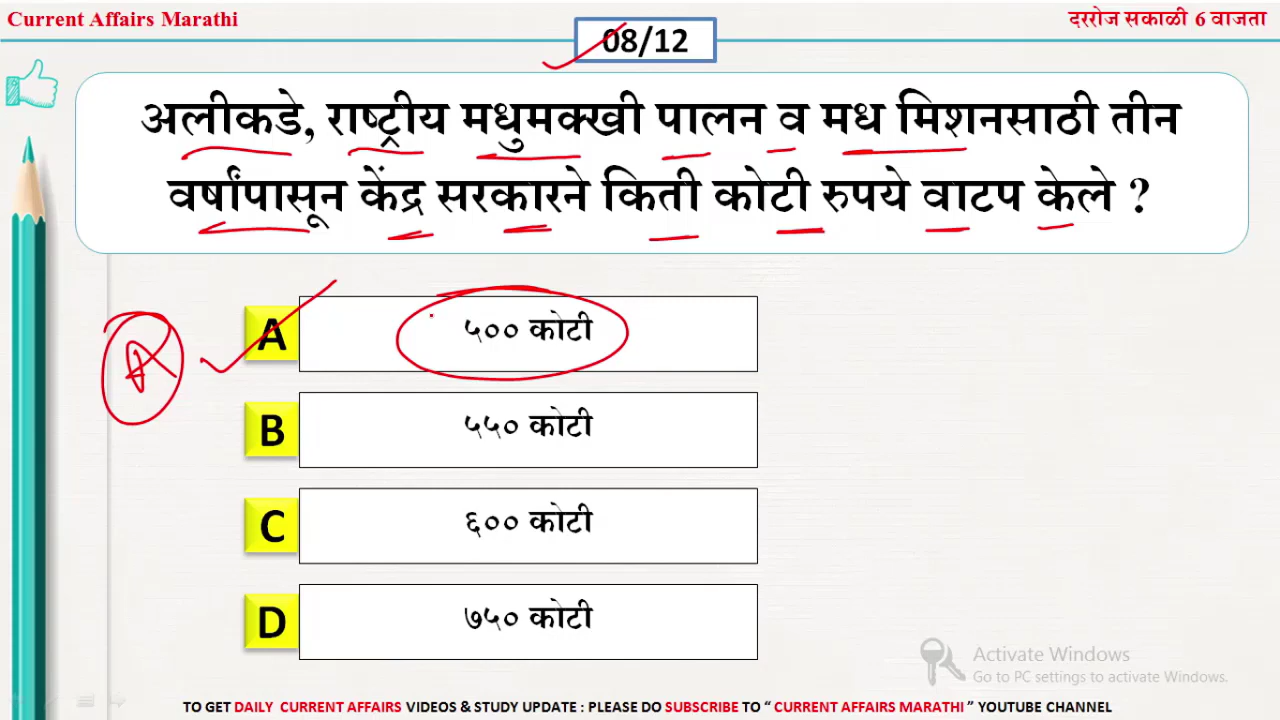 Current Affairs Marathi
दररोज सकाळी 6 वाजता
08/12
अलीकडे, राष्ट्रीय मधुमक्खी पालन व मध मिशनसाठी तीन
वर्षांपासून केंद्र सरकारने किती कोटी रुपये वाटप केले ?
A
५०० कोटी
A
B
५५० कोटी
C
६०० कोटी
D
७५० कोटी
Activate Windows
Go to PC settings to activate Windows.
TO GET DAILY CURRENT AFFAIRS VIDEOS & STUDY UPDATE : PLEASE DO SUBSCRIBE TO “ CURRENT AFFAIRS MARATHI ” YOUTUBE CHANNEL